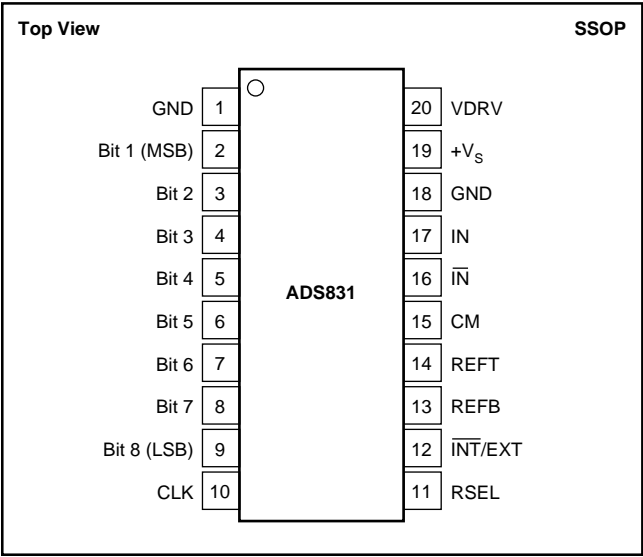 Top View SSOP
GND 1 20 VDRV
Bit 1 (MSB) 2 19 +VS
Bit 2 3 18 GND
Bit 3 4 17 IN
Bit 4 5 16 I̅N̅
ADS831
Bit 5 6 15 CM
Bit 6 7 14 REFT
Bit 7 8 13 REFB
Bit 8 (LSB) 9 12 I̅N̅T̅/EXT
CLK 10 11 RSEL